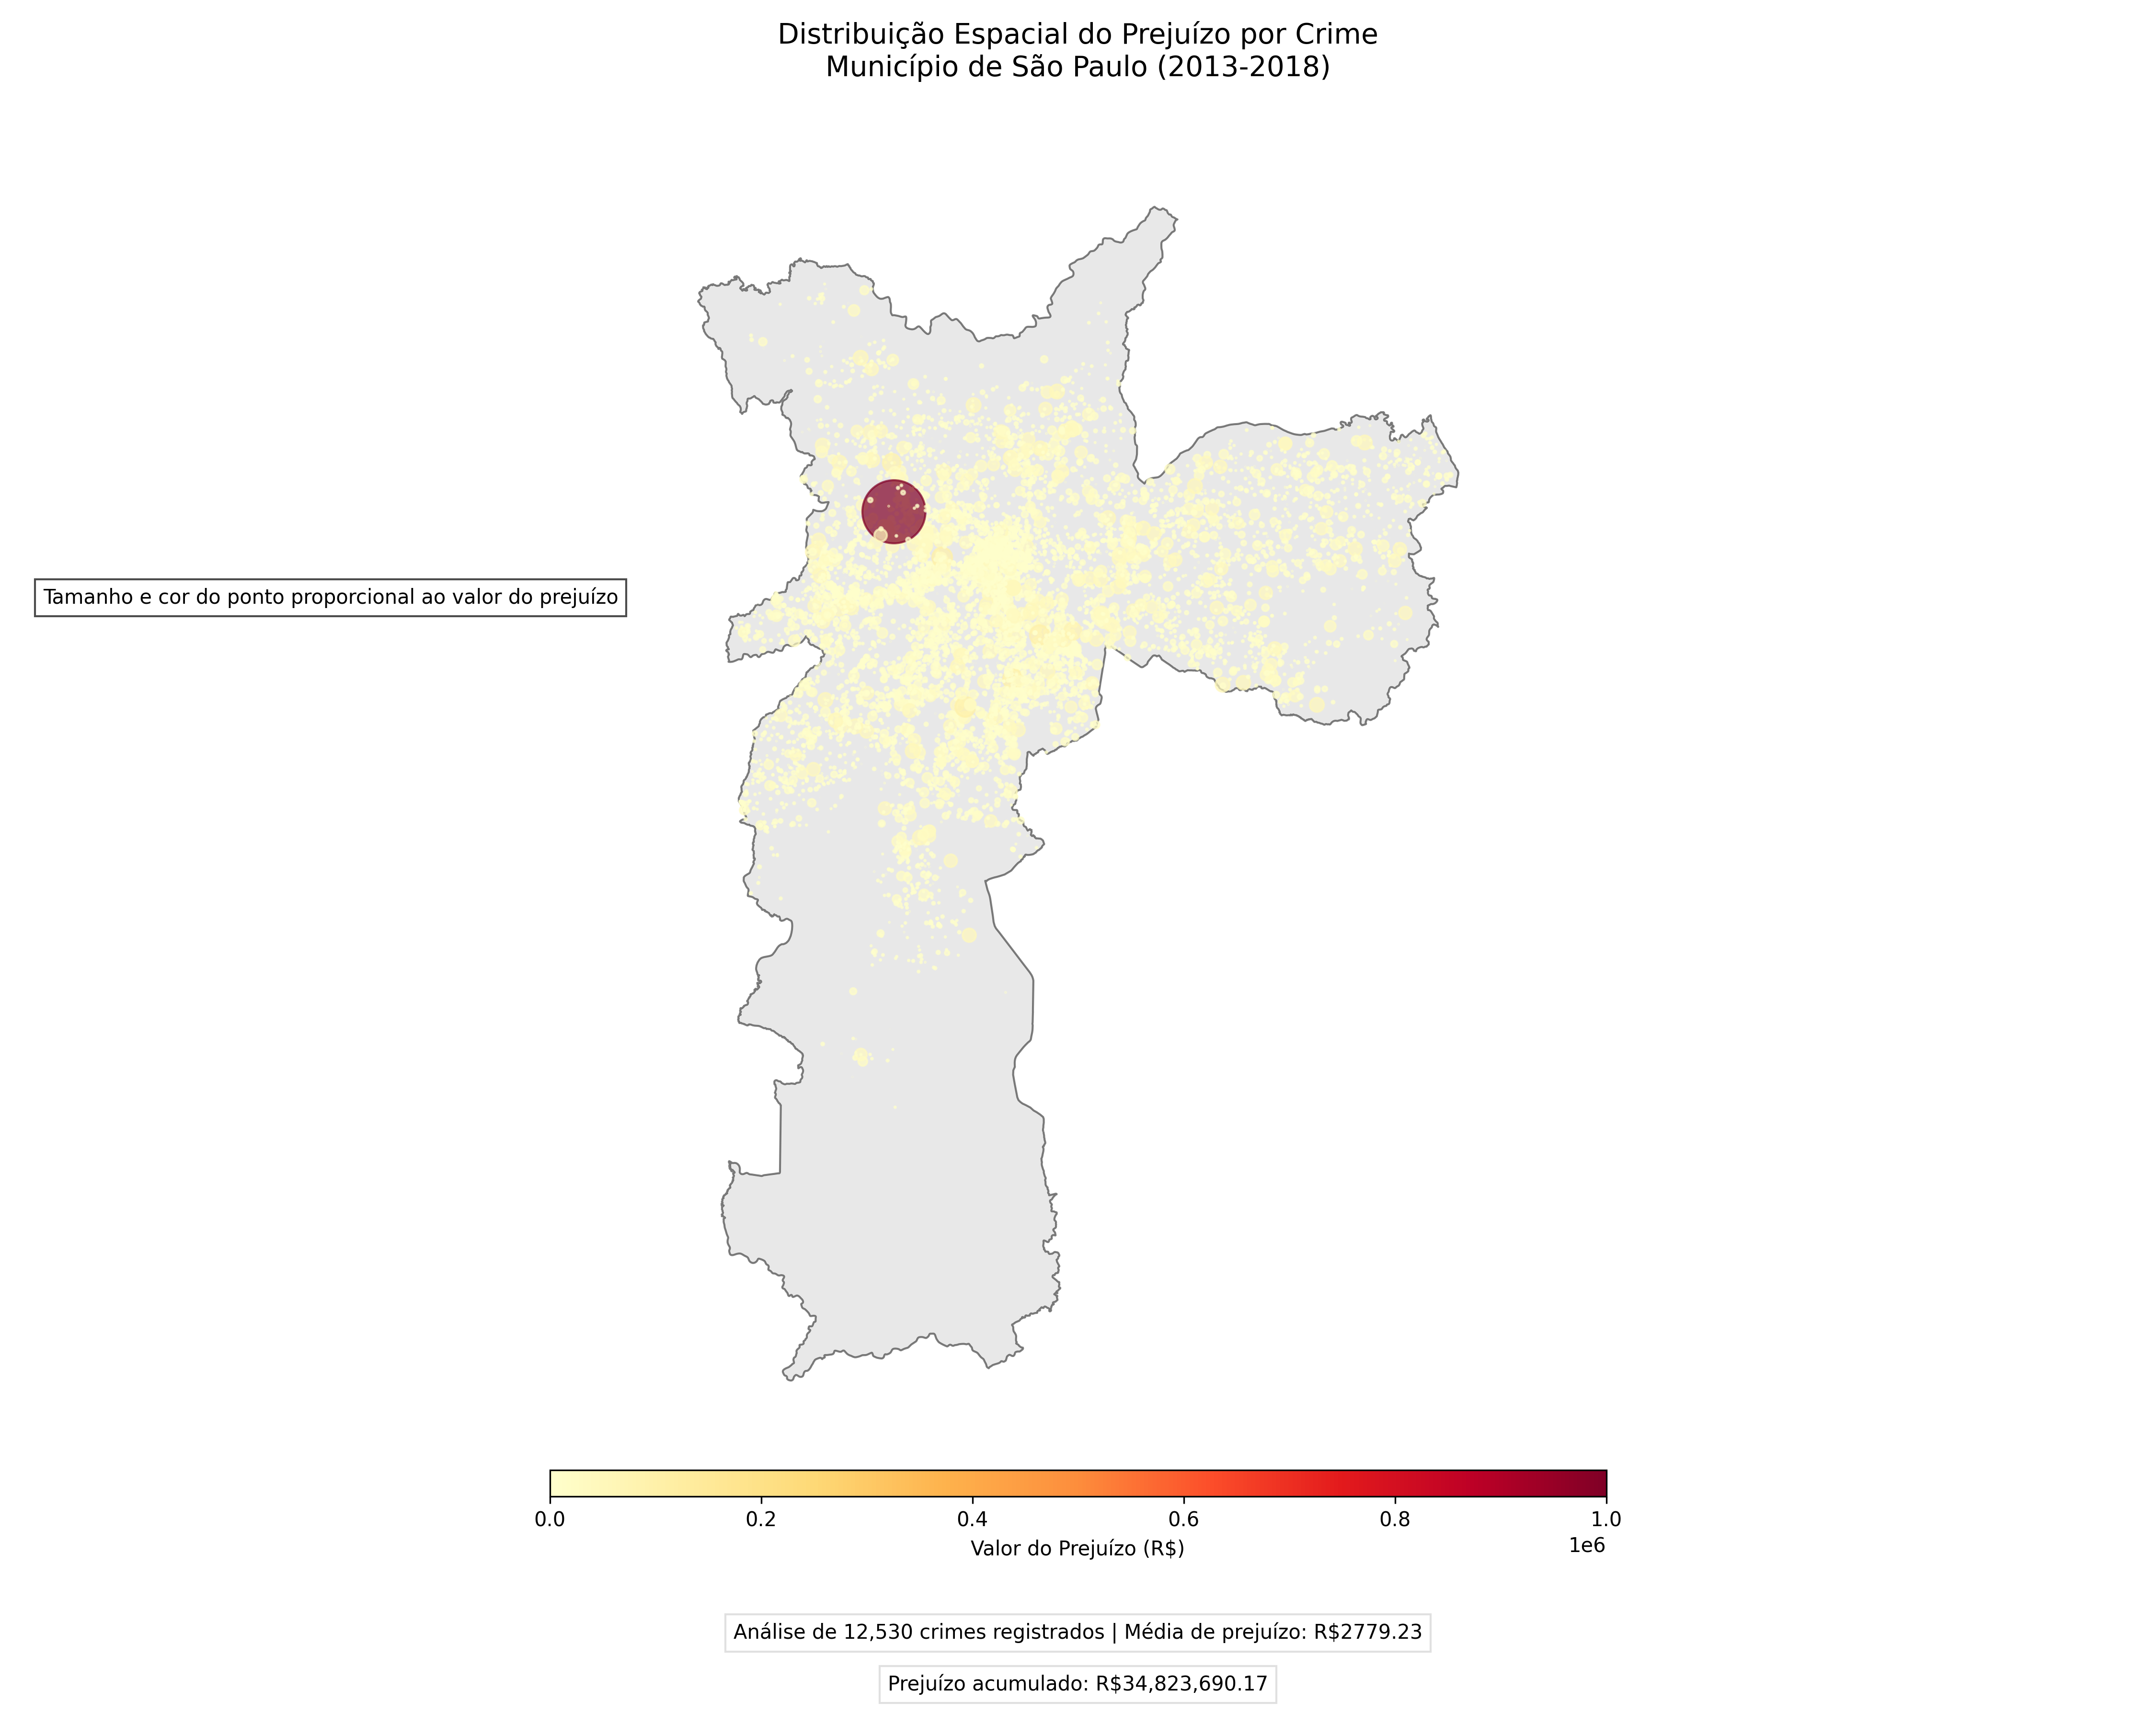 Distribuição Espacial do Prejuízo por Crime
Município de São Paulo (2013-2018)
Tamanho e cor do ponto proporcional ao valor do prejuízo
0.0 0.2 0.4 0.6 0.8 1.0
1e6
Valor do Prejuízo (R$)
Análise de 12,530 crimes registrados | Média de prejuízo: R$2779.23
Prejuízo acumulado: R$34,823,690.17